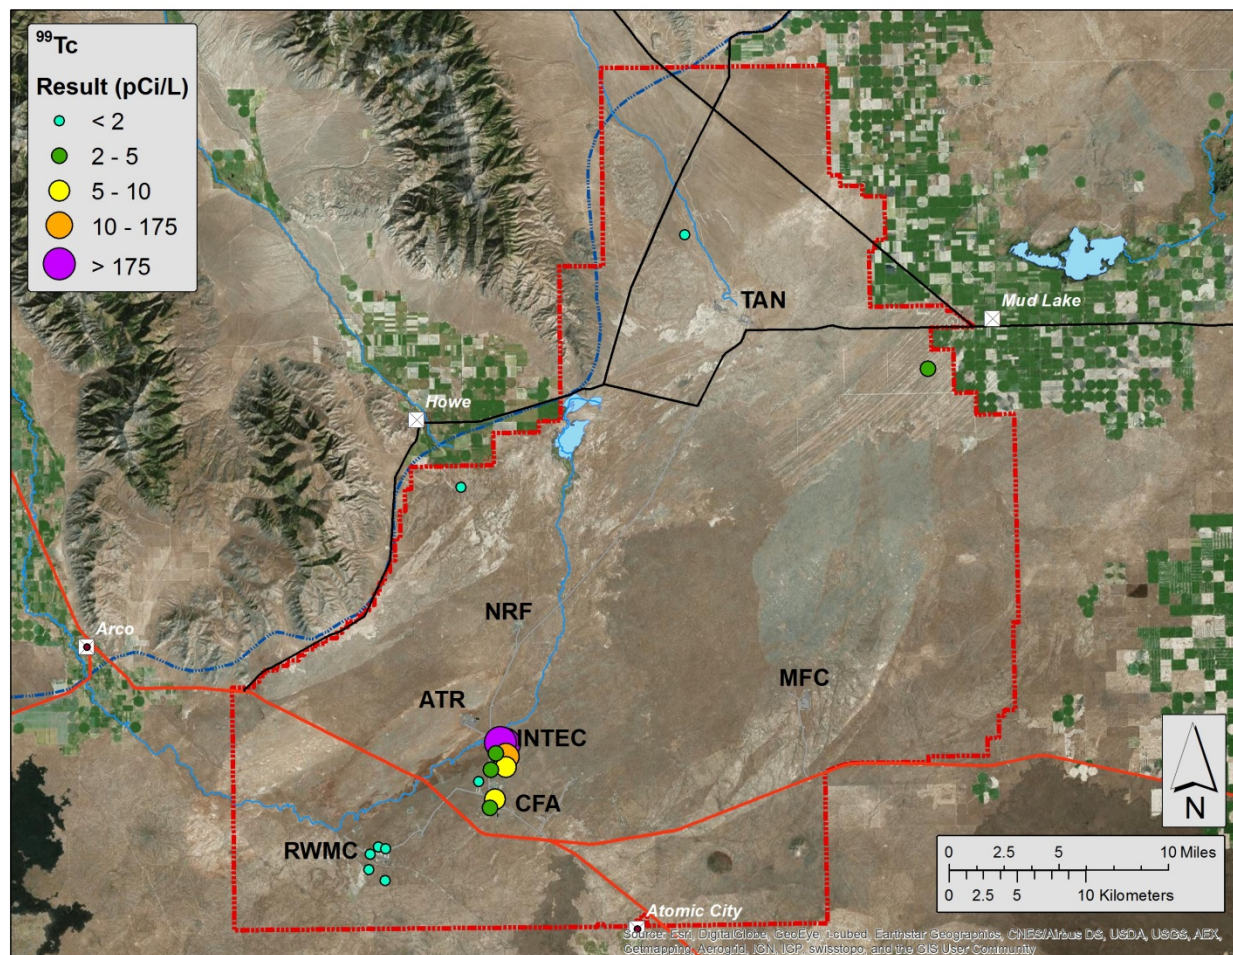 ⁹⁹Tc
Result (pCi/L)
< 2
2 - 5
5 - 10
10 - 175
> 175
TAN
Mud Lake
Howe
NRF
Arco
MFC
ATR
INTEC
CFA
RWMC
Atomic City
N
0 2.5 5 10 Miles
0 2.5 5 10 Kilometers
Source: Esri, DigitalGlobe, GeoEye, i-cubed, Earthstar Geographics, CNES/Airbus DS, USDA, USGS, AEX,
Getmapping, Aerogrid, IGN, IGP, swisstopo, and the GIS User Community